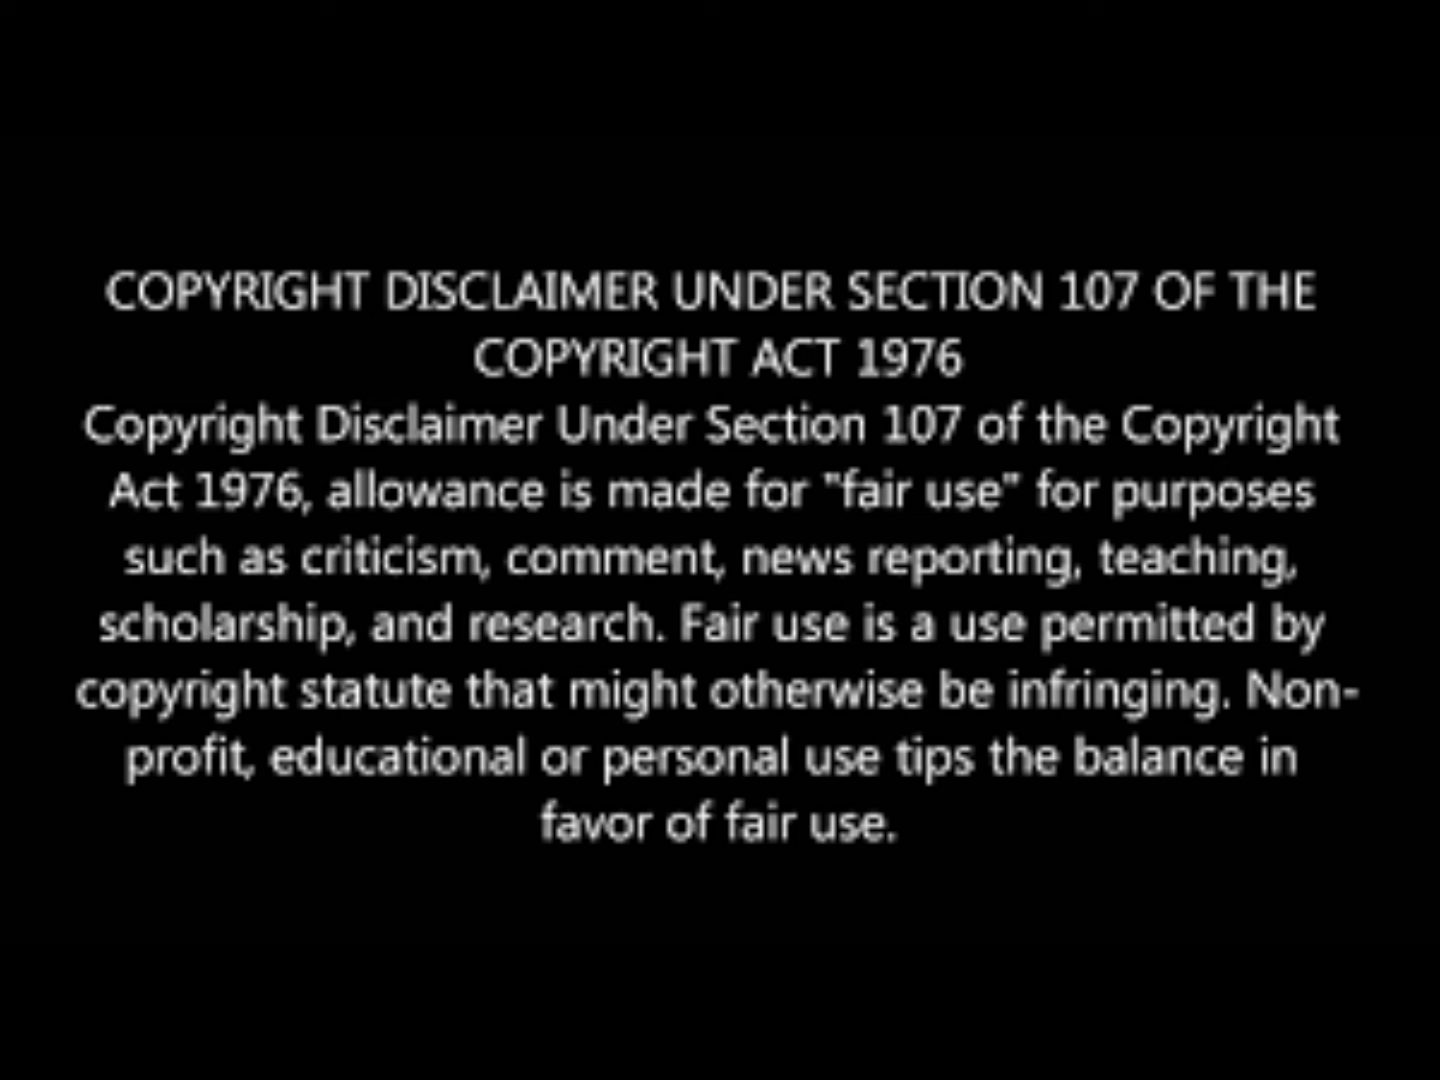 COPYRIGHT DISCLAIMER UNDER SECTION 107 OF THE
COPYRIGHT ACT 1976
Copyright Disclaimer Under Section 107 of the Copyright
Act 1976, allowance is made for "fair use" for purposes
such as criticism, comment, news reporting, teaching,
scholarship, and research. Fair use is a use permitted by
copyright statute that might otherwise be infringing. Non-
profit, educational or personal use tips the balance in
favor of fair use.